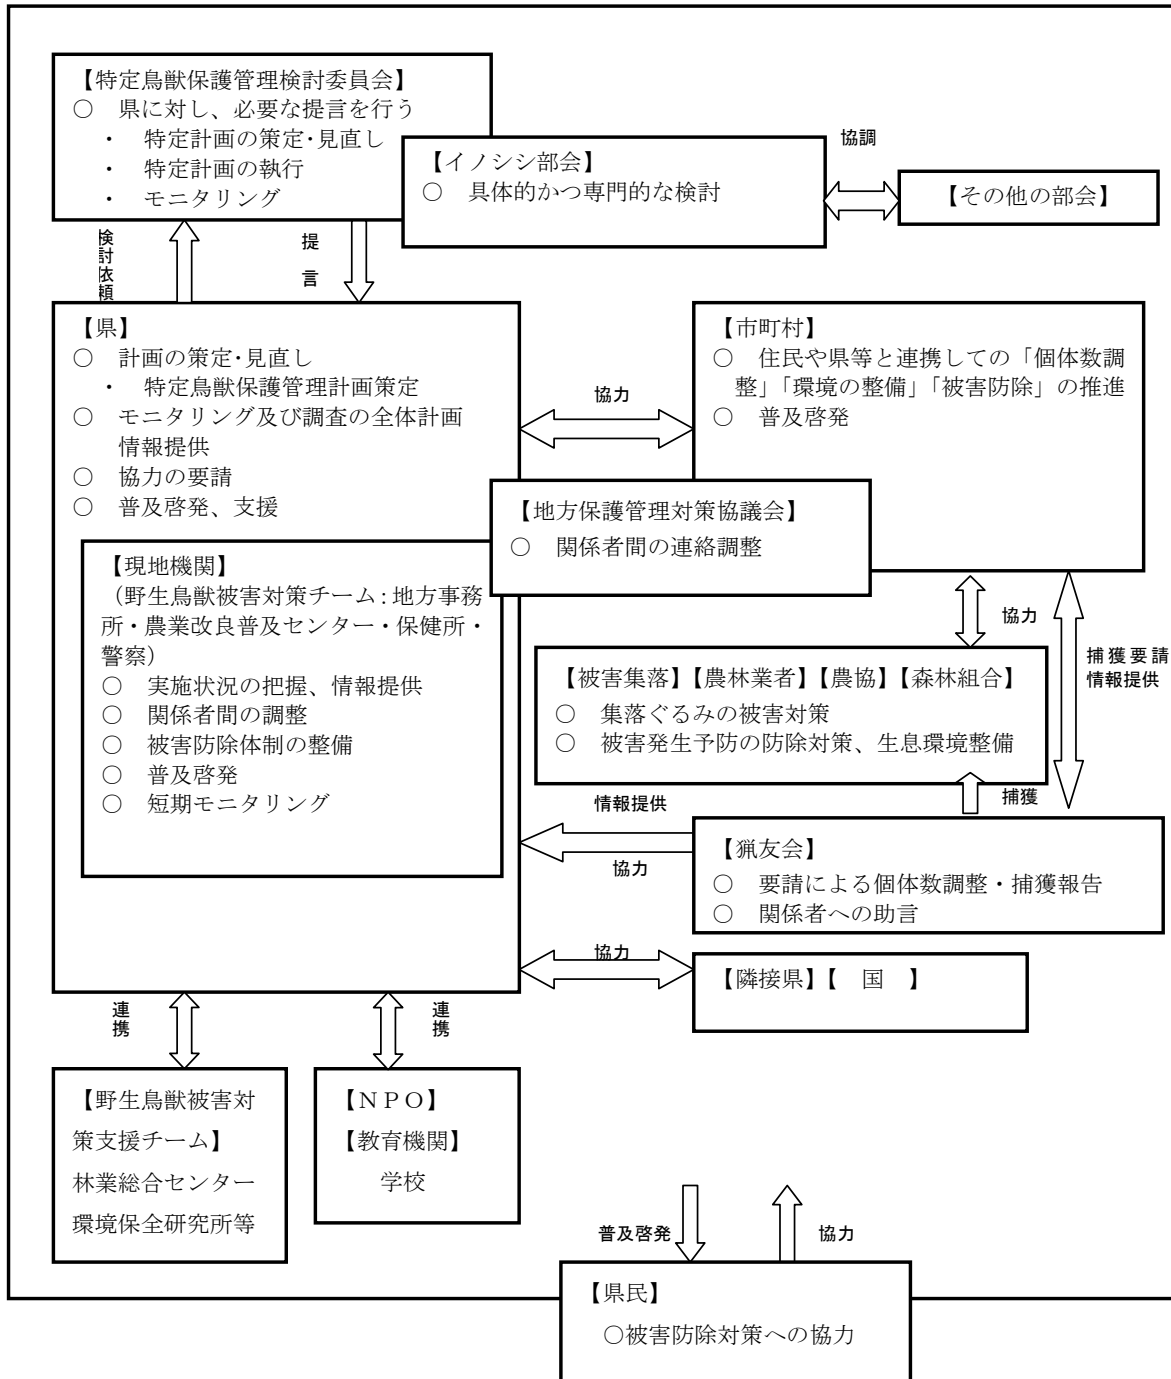 【特定鳥獣保護管理検討委員会】
○　県に対し、必要な提言を行う
・　特定計画の策定･見直し
・　特定計画の執行
・　モニタリング
【イノシシ部会】
○　具体的かつ専門的な検討
協調
【その他の部会】
検討依頼
提言
【県】
○　計画の策定･見直し
・　特定鳥獣保護管理計画策定
○　モニタリング及び調査の全体計画
情報提供
○　協力の要請
○　普及啓発、支援
協力
【市町村】
○　住民や県等と連携しての「個体数調
整」「環境の整備」「被害防除」の推進
○　普及啓発
【地方保護管理対策協議会】
○　関係者間の連絡調整
【現地機関】
（野生鳥獣被害対策チーム：地方事務
所・農業改良普及センター・保健所・
警察）
○　実施状況の把握、情報提供
○　関係者間の調整
○　被害防除体制の整備
○　普及啓発
○　短期モニタリング
協力
捕獲要請
情報提供
【被害集落】【農林業者】【農協】【森林組合】
○　集落ぐるみの被害対策
○　被害発生予防の防除対策、生息環境整備
捕獲
情報提供
協力
【猟友会】
○　要請による個体数調整・捕獲報告
○　関係者への助言
協力
【隣接県】【　国　】
連携
連携
【野生鳥獣被害対
策支援チーム】
林業総合センター
環境保全研究所等
【ＮＰＯ】
【教育機関】
学校
普及啓発
協力
【県民】
○被害防除対策への協力